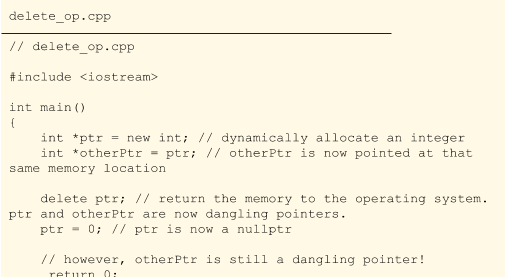 delete_op.cpp
// delete_op.cpp
#include <iostream>
int main()
{
    int *ptr = new int; // dynamically allocate an integer
    int *otherPtr = ptr; // otherPtr is now pointed at that
same memory location
    delete ptr; // return the memory to the operating system.
ptr and otherPtr are now dangling pointers.
    ptr = 0; // ptr is now a nullptr
    // however, otherPtr is still a dangling pointer!
     return 0;